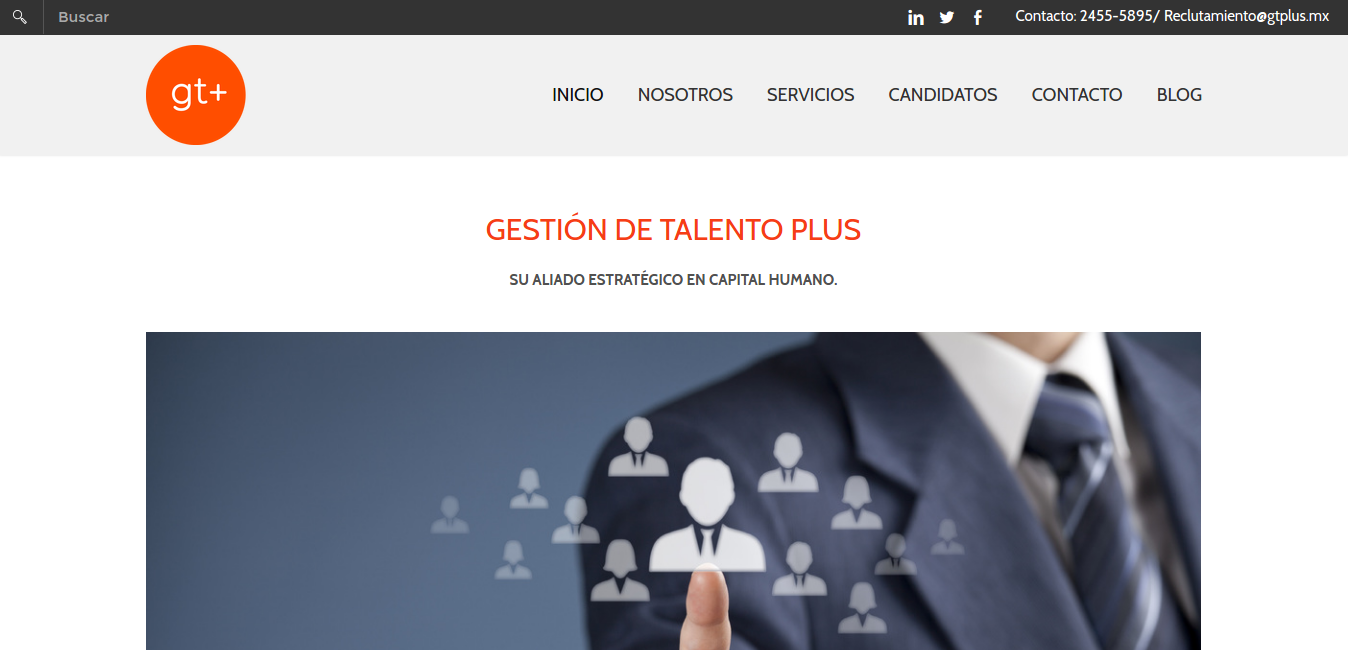 Buscar
Contacto: 2455-5895/ Reclutamiento@gtplus.mx
gt+
INICIO NOSOTROS SERVICIOS CANDIDATOS CONTACTO BLOG
GESTIÓN DE TALENTO PLUS
SU ALIADO ESTRATÉGICO EN CAPITAL HUMANO.